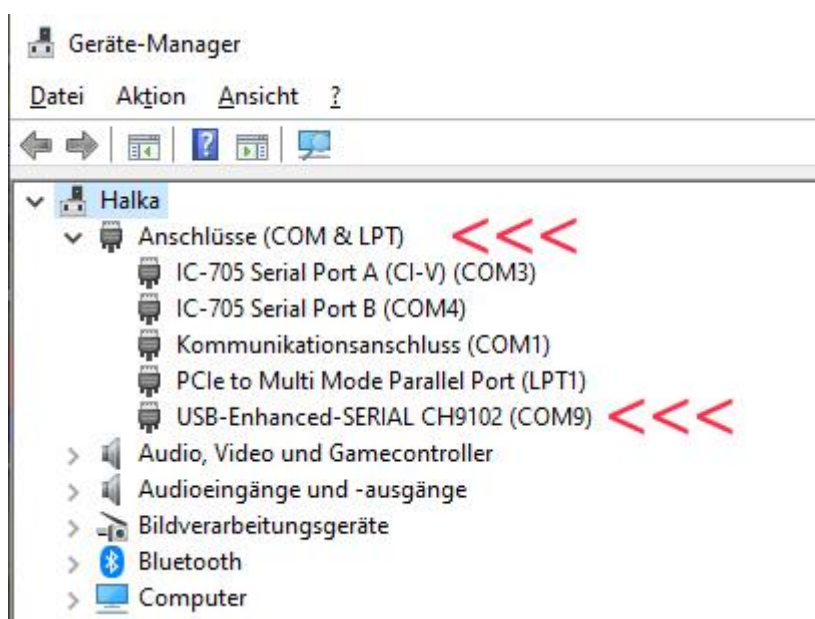 Geräte-Manager
Datei Aktion Ansicht ?
Halka
Anschlüsse (COM & LPT) <<<
IC-705 Serial Port A (CI-V) (COM3)
IC-705 Serial Port B (COM4)
Kommunikationsanschluss (COM1)
PCIe to Multi Mode Parallel Port (LPT1)
USB-Enhanced-SERIAL CH9102 (COM9) <<<
Audio, Video und Gamecontroller
Audioeingänge und -ausgänge
Bildverarbeitungsgeräte
Bluetooth
Computer